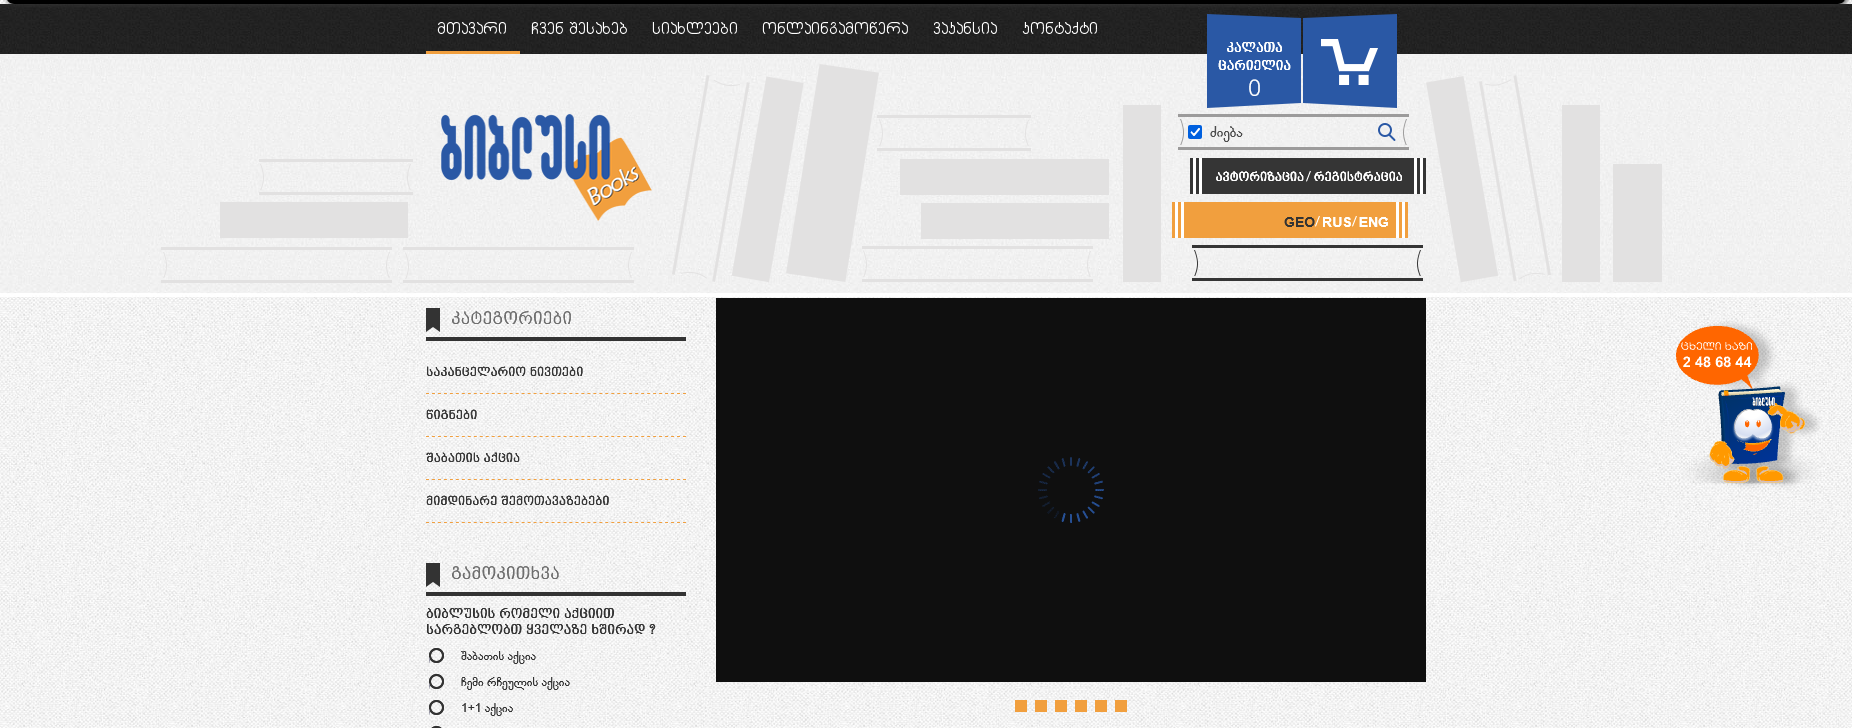 მთავარი ჩვენ შესახებ სიახლეები ონლაინგამოწერა ვაკანსია კონტაქტი
კალათა
ცარიელია
0
ბიბლუსი
Books
ძიება
ავტორიზაცია / რეგისტრაცია
GEO/ RUS/ ENG
კატეგორიები
საკანცელარიო ნივთები
წიგნები
შაბათის აქცია
მიმდინარე შემოთავაზებები
ცხელი ხაზი
2 48 68 44
ბიბლუსი
გამოკითხვა
ბიბლუსის რომელი აქციით
სარგებლობთ ყველაზე ხშირად ?
შაბათის აქცია
ჩემი რჩეულის აქცია
1+1 აქცია